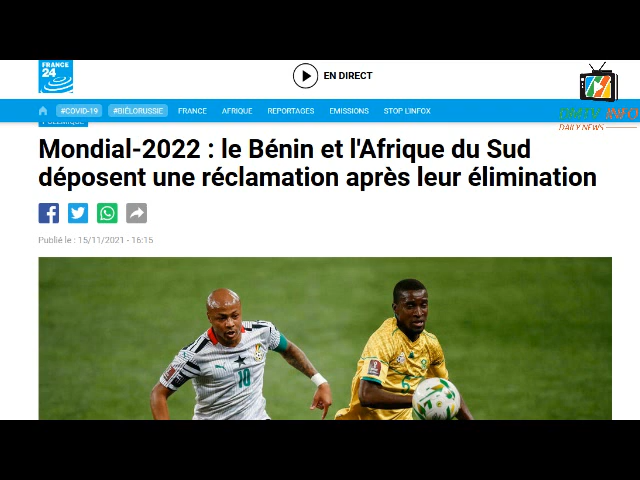 FRANCE
24
EN DIRECT
#COVID-19 #BIÉLORUSSIE FRANCE AFRIQUE REPORTAGES EMISSIONS STOP L'INFOX
INFO
DAILY NEWS
POLÉMIQUE
Mondial-2022 : le Bénin et l'Afrique du Sud
déposent une réclamation après leur élimination
Publié le : 15/11/2021 - 16:15
10